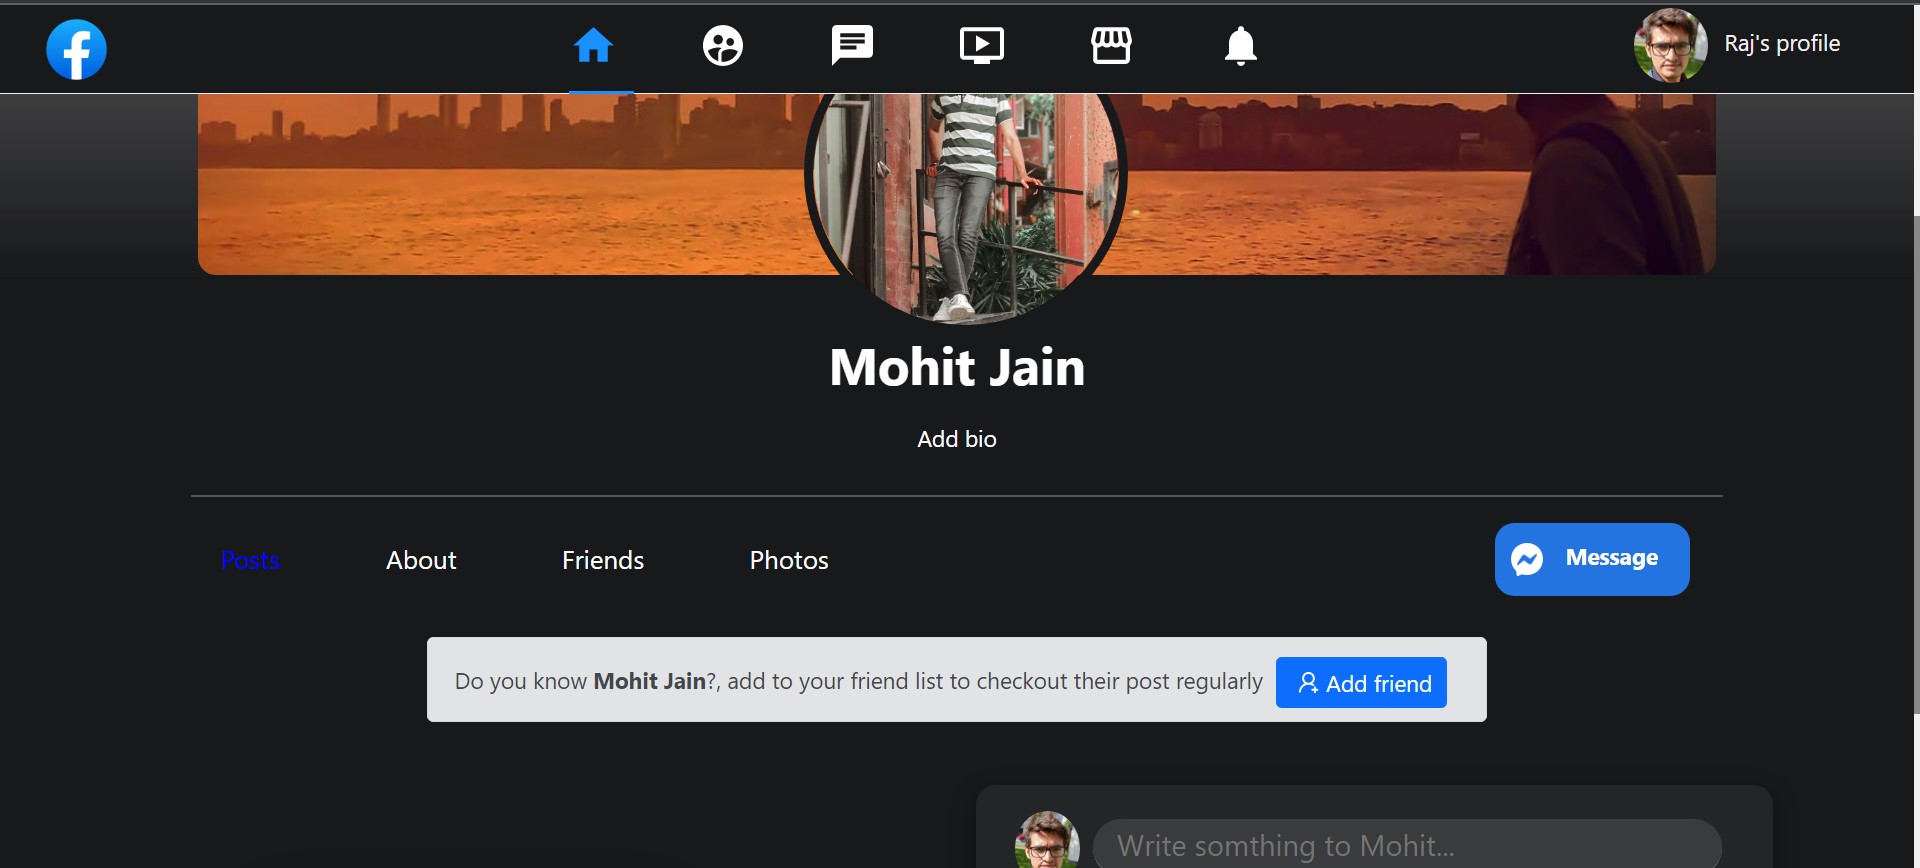 Raj's profile
Mohit Jain
Add bio
Posts About Friends Photos Message
Do you know Mohit Jain?, add to your friend list to checkout their post regularly Add friend
Write somthing to Mohit...